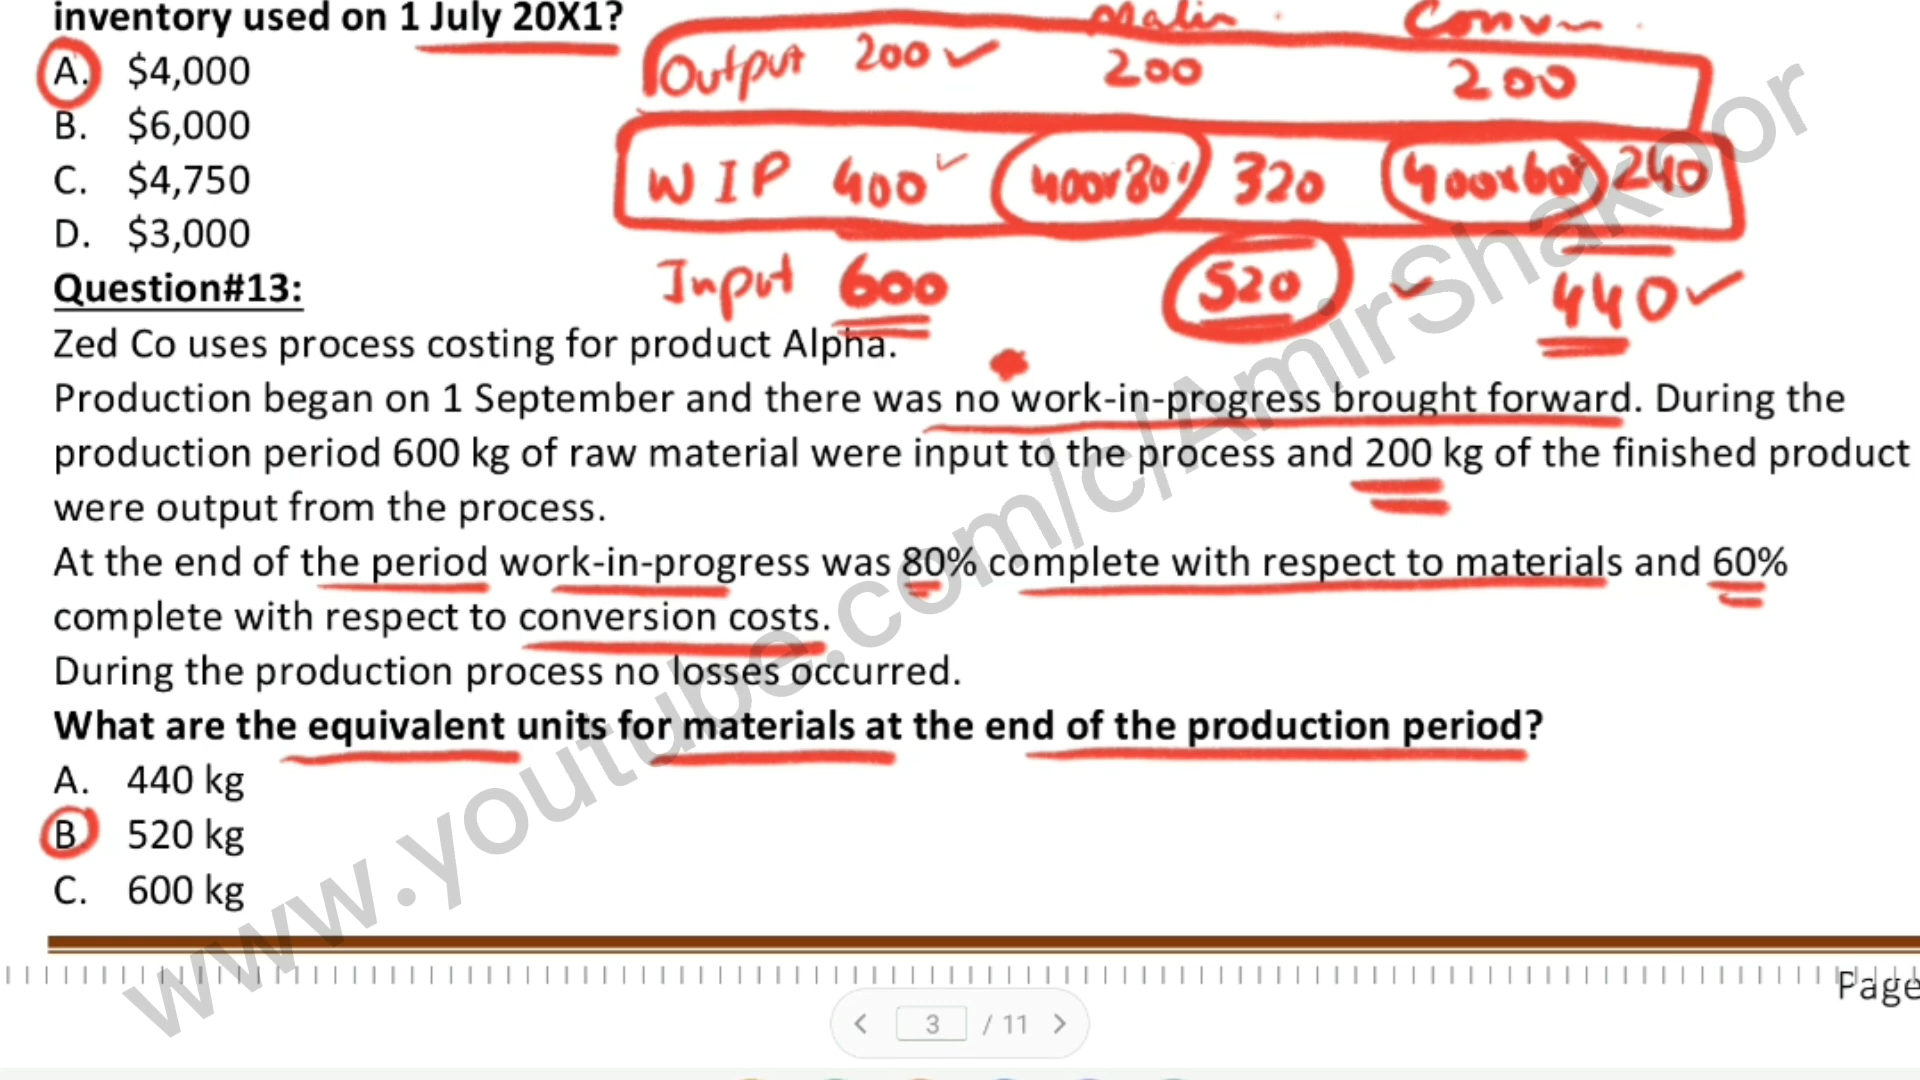 inventory used on 1 July 20X1?
A. $4,000
B. $6,000
C. $4,750
D. $3,000
Conv
Output 200 200 200
WIP 400 400x80% 320 400x60% 240
Input 600 520 440
Question#13:
Zed Co uses process costing for product Alpha.
Production began on 1 September and there was no work-in-progress brought forward. During the
production period 600 kg of raw material were input to the process and 200 kg of the finished product
were output from the process.
At the end of the period work-in-progress was 80% complete with respect to materials and 60%
complete with respect to conversion costs.
During the production process no losses occurred.
What are the equivalent units for materials at the end of the production period?
A. 440 kg
B 520 kg
C. 600 kg
www.youtube.com/c/AmirShakoor
Page
3 / 11